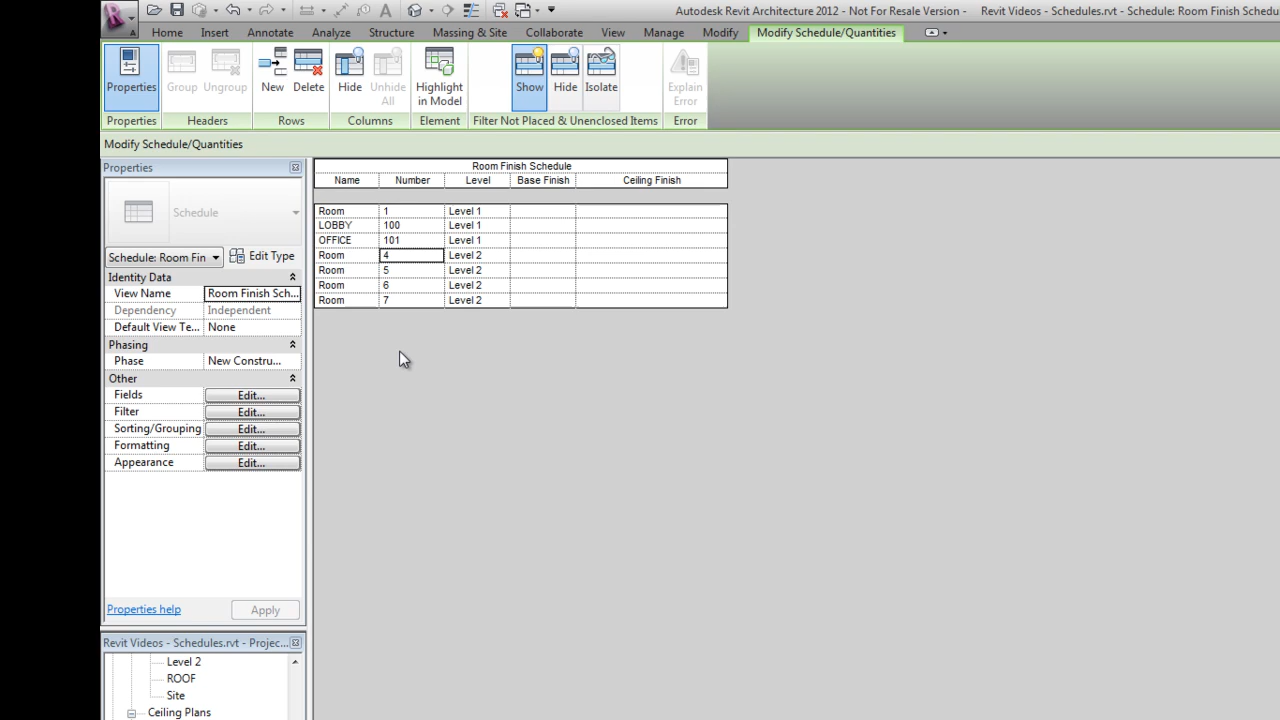 Autodesk Revit Architecture 2012 - Not For Resale Version - Revit Videos - Schedules.rvt - Schedule: Room Finish Schedu
Home Insert Annotate Analyze Structure Massing & Site Collaborate View Manage Modify Modify Schedule/Quantities
Properties Group Ungroup New Delete Hide Unhide All Highlight in Model Show Hide Isolate Explain Error
Properties Headers Rows Columns Element Filter Not Placed & Unenclosed Items Error
Modify Schedule/Quantities
Properties
Schedule
Schedule: Room Fin Edit Type
Identity Data
View Name Room Finish Sch...
Dependency Independent
Default View Te... None
Phasing
Phase New Constru...
Other
Fields Edit...
Filter Edit...
Sorting/Grouping Edit...
Formatting Edit...
Appearance Edit...
Properties help Apply
Revit Videos - Schedules.rvt - Projec...
Level 2
ROOF
Site
Ceiling Plans
Room Finish Schedule
Name Number Level Base Finish Ceiling Finish
Room 1 Level 1
LOBBY 100 Level 1
OFFICE 101 Level 1
Room 4 Level 2
Room 5 Level 2
Room 6 Level 2
Room 7 Level 2